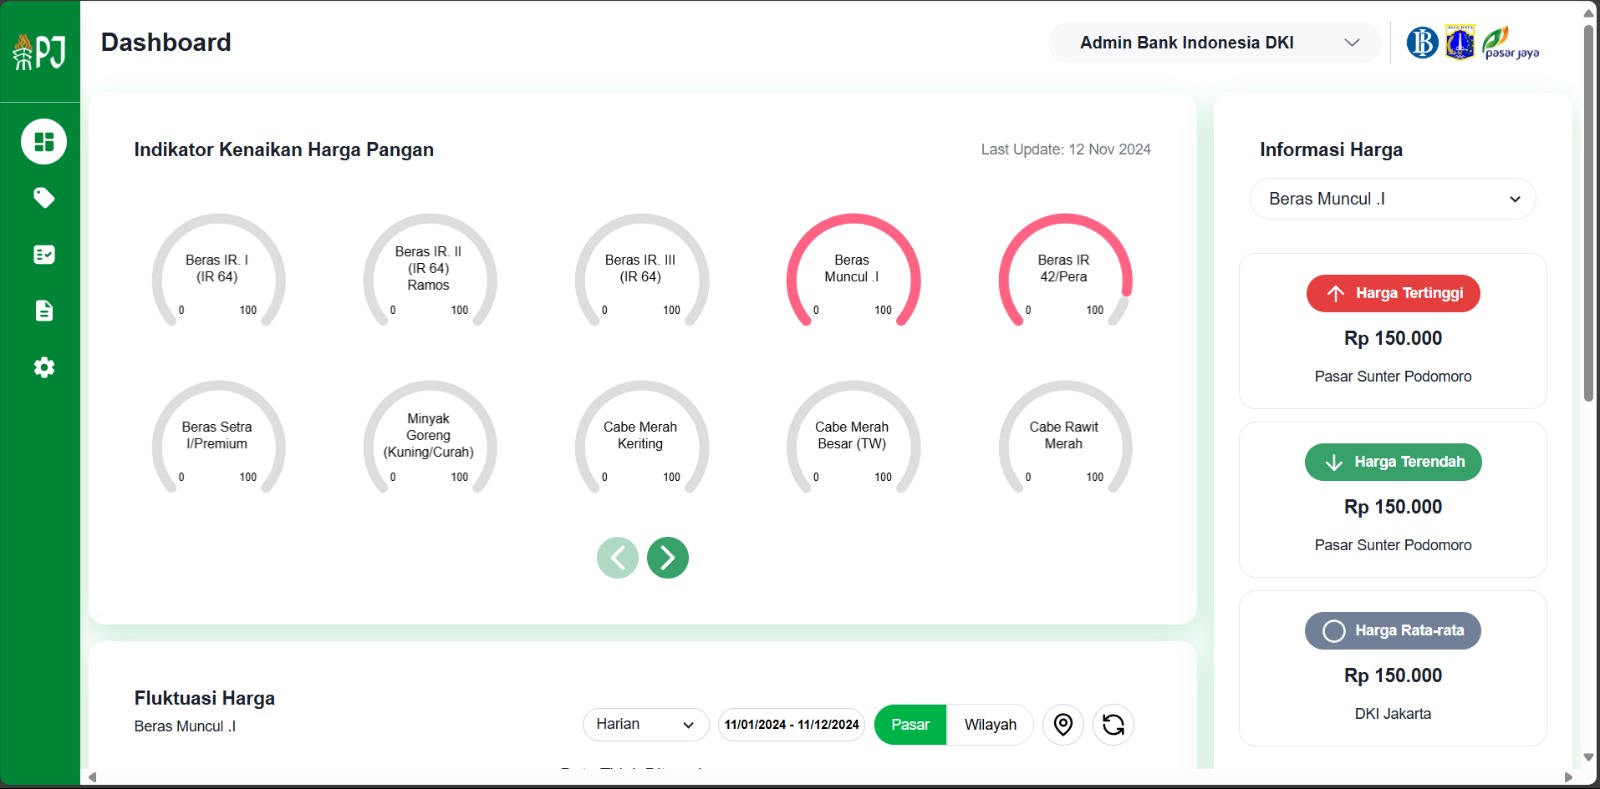 PJ
Dashboard
Admin Bank Indonesia DKI
pasar jaya
Indikator Kenaikan Harga Pangan
Last Update: 12 Nov 2024
Beras IR. I
(IR 64)
0 100
Beras IR. II
(IR 64)
Ramos
0 100
Beras IR. III
(IR 64)
0 100
Beras
Muncul .I
0 100
Beras IR
42/Pera
0 100
Beras Setra
I/Premium
0 100
Minyak
Goreng
(Kuning/Curah)
0 100
Cabe Merah
Keriting
0 100
Cabe Merah
Besar (TW)
0 100
Cabe Rawit
Merah
0 100
Fluktuasi Harga
Beras Muncul .I
Harian
11/01/2024 - 11/12/2024
Pasar
Wilayah
Informasi Harga
Beras Muncul .I
Harga Tertinggi
Rp 150.000
Pasar Sunter Podomoro
Harga Terendah
Rp 150.000
Pasar Sunter Podomoro
Harga Rata-rata
Rp 150.000
DKI Jakarta